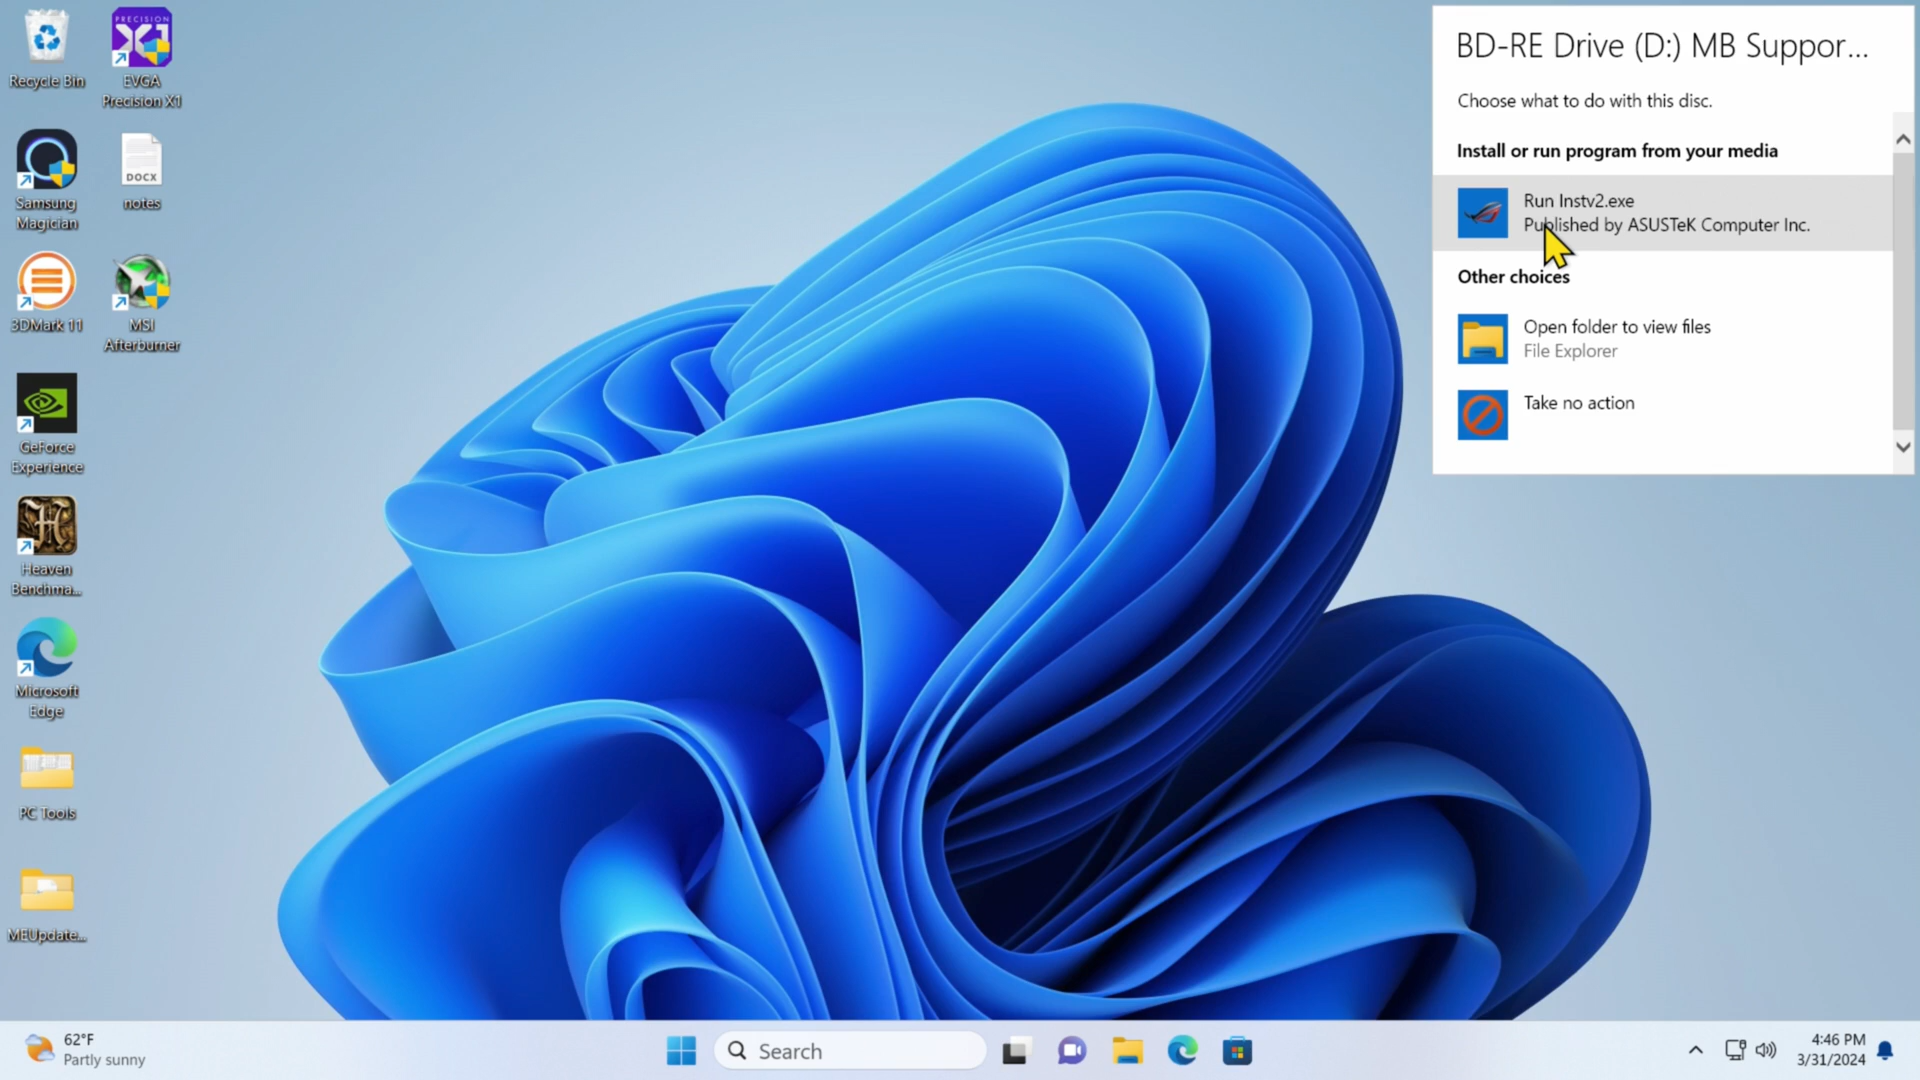 Recycle Bin
EVGA
Precision X1
PRECISION
X1
Samsung
Magician
DOCX
notes
3DMark 11
MSI
Afterburner
GeForce
Experience
Heaven
Benchma...
Microsoft
Edge
PC Tools
MEUpdate...
BD-RE Drive (D:) MB Suppor...
Choose what to do with this disc.
Install or run program from your media
Run Instv2.exe
Published by ASUSTeK Computer Inc.
Other choices
Open folder to view files
File Explorer
Take no action
62°F
Partly sunny
Search
4:46 PM
3/31/2024